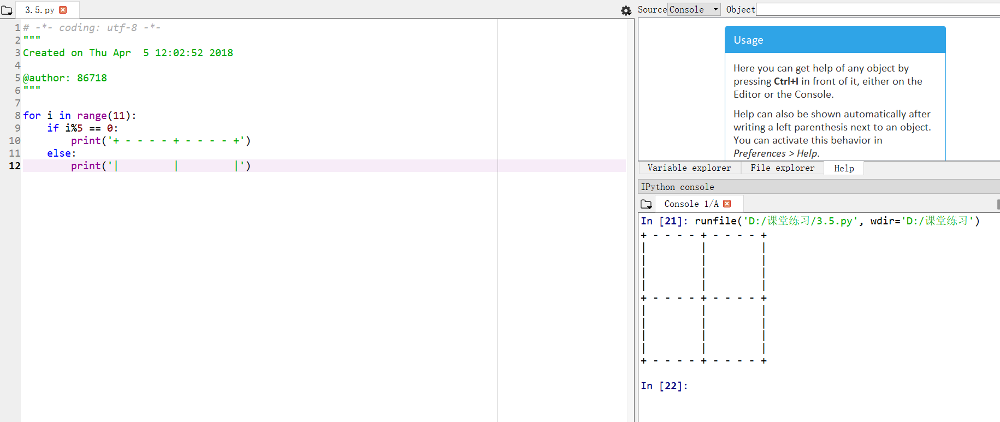 3.5.py
1 # -*- coding: utf-8 -*-
2 """
3 Created on Thu Apr  5 12:02:52 2018
4
5 @author: 86718
6 """
7
8 for i in range(11):
9     if i%5 == 0:
10         print('+ - - - - + - - - - +')
11     else:
12         print('|         |         |')
Source Console Object
Usage
Here you can get help of any object by
pressing Ctrl+I in front of it, either on the
Editor or the Console.
Help can also be shown automatically after
writing a left parenthesis next to an object.
You can activate this behavior in
Preferences > Help.
Variable explorer File explorer Help
IPython console
Console 1/A
In [21]: runfile('D:/课堂练习/3.5.py', wdir='D:/课堂练习')
+ - - - - + - - - - +
|         |         |
|         |         |
|         |         |
|         |         |
+ - - - - + - - - - +
|         |         |
|         |         |
|         |         |
|         |         |
+ - - - - + - - - - +
In [22]: